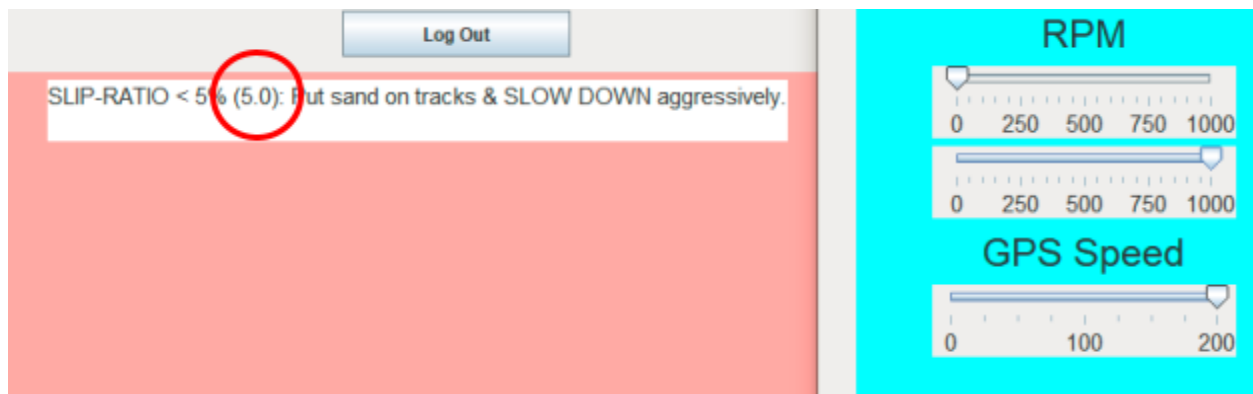 Log Out
SLIP-RATIO < 5% (5.0): Put sand on tracks & SLOW DOWN aggressively.
RPM
0 250 500 750 1000
0 250 500 750 1000
GPS Speed
0 100 200